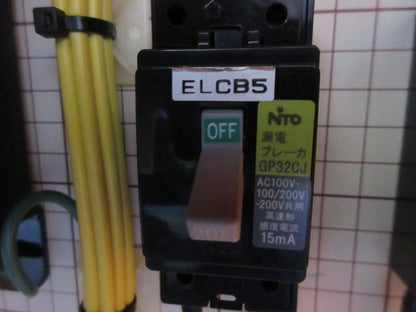 ELCB5
OFF
NiTO
漏電
ブレーカ
GP32CJ
AC100V-
100/200V
-200V共用
高速形
感度電流
15mA